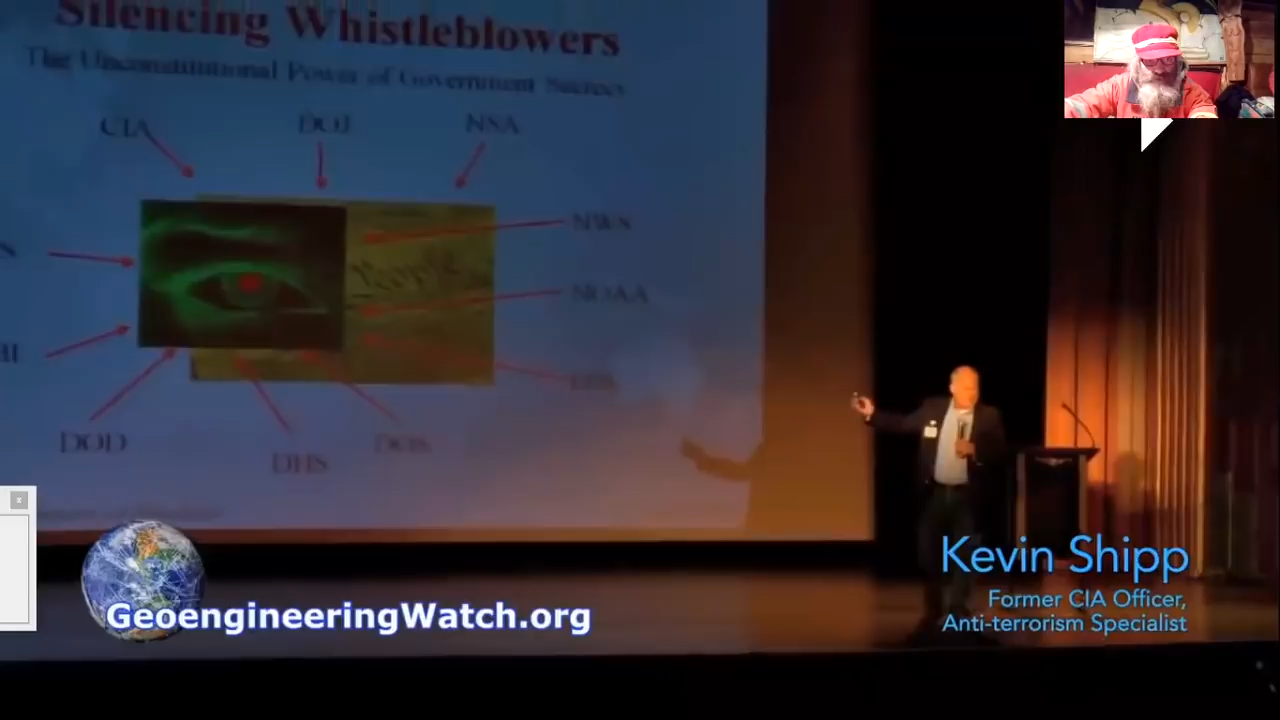 Silencing Whistleblowers
The Unconstitutional Power of Government Secrecy
CIA
DOJ
NSA
NWS
People
NOAA
DOD
DHS
x
Kevin Shipp
Former CIA Officer,
Anti-terrorism Specialist
GeoengineeringWatch.org